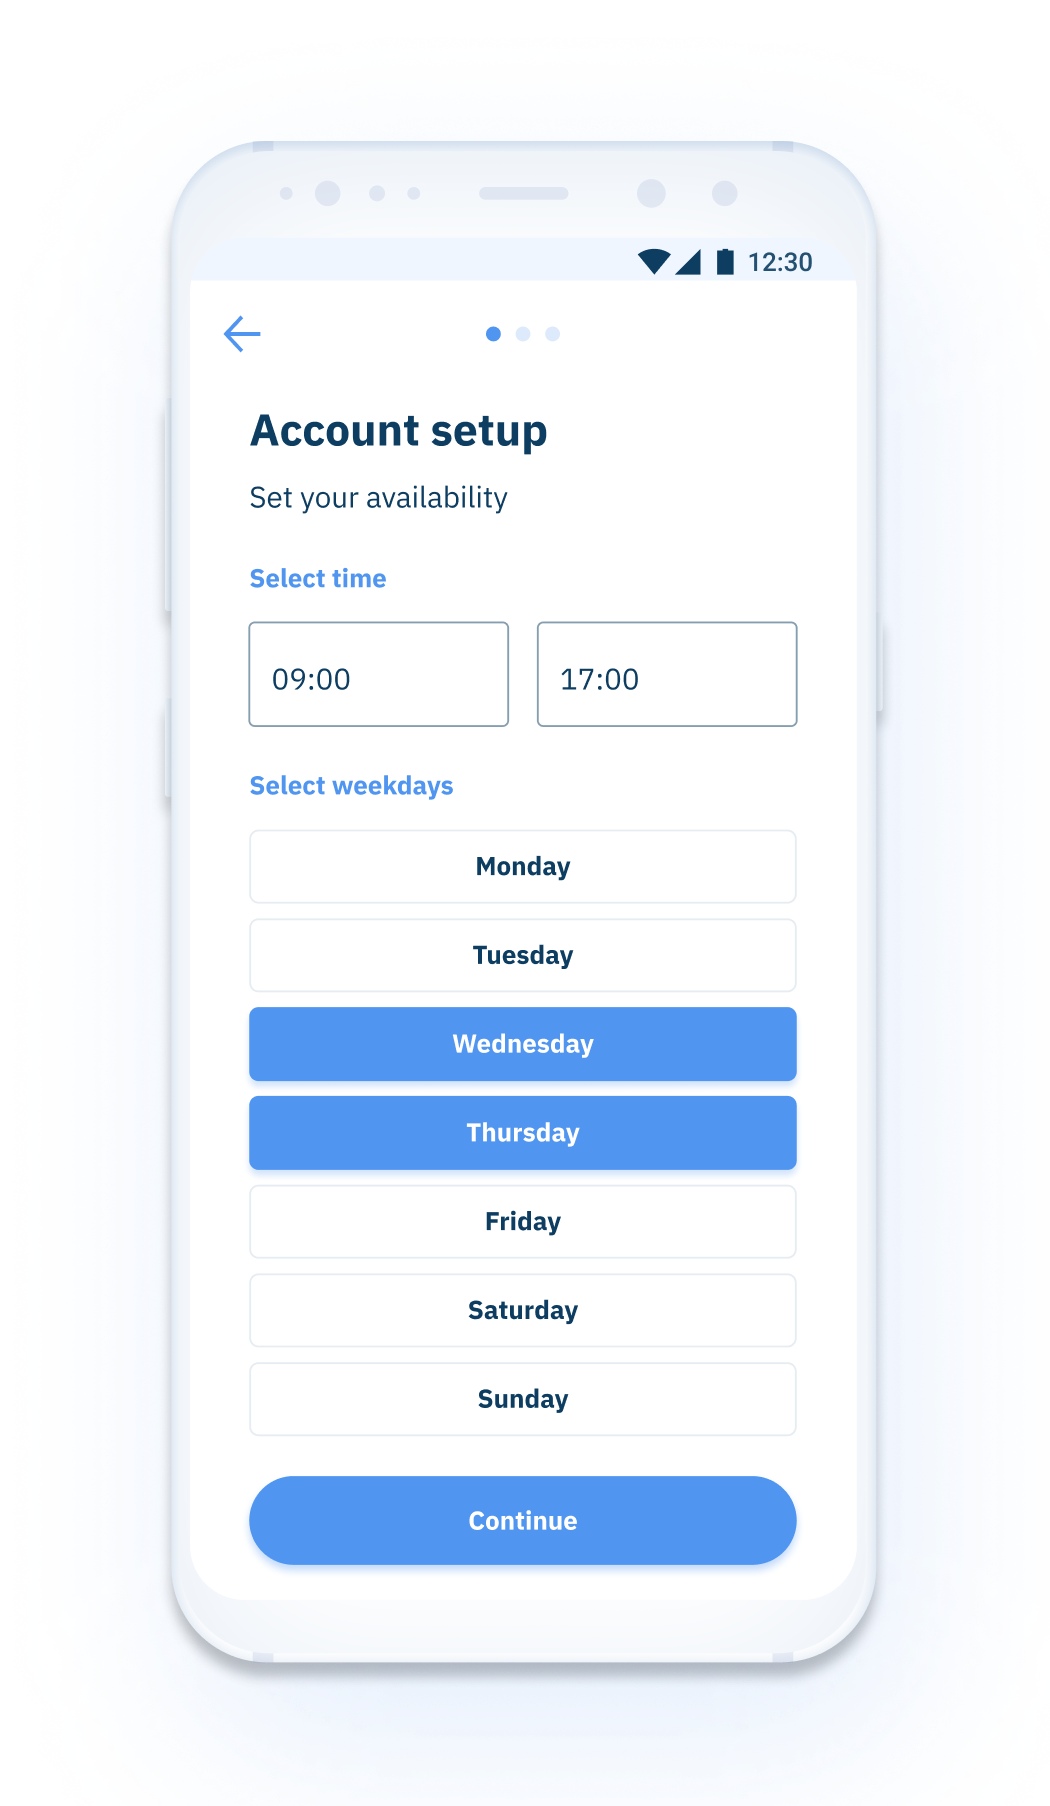 12:30
Account setup
Set your availability
Select time
09:00 17:00
Select weekdays
Monday
Tuesday
Wednesday
Thursday
Friday
Saturday
Sunday
Continue